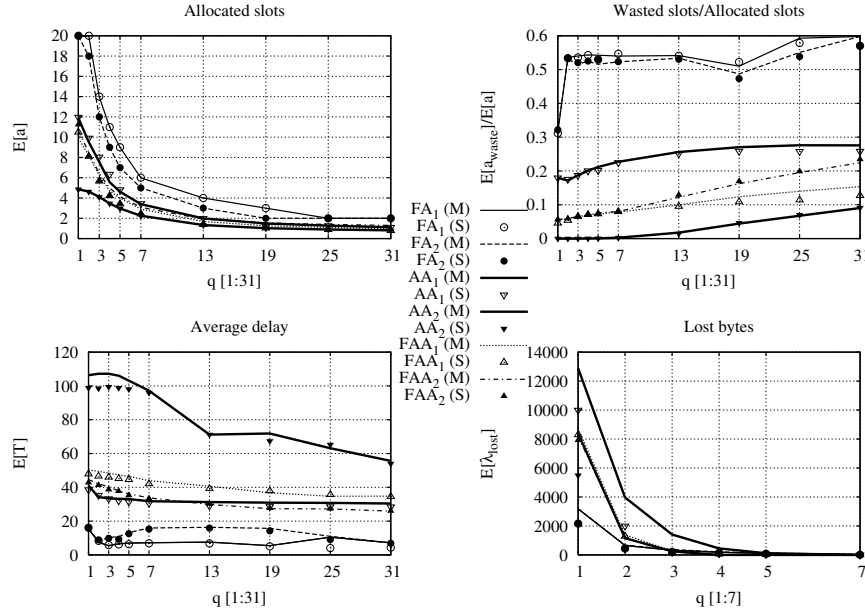 Allocated slots
E[a]
20
18
16
14
12
10
8
6
4
2
0
1 3 5 7 13 19 25 31
q [1:31]
Wasted slots/Allocated slots
E[a_waste]/E[a]
0.6
0.5
0.4
0.3
0.2
0.1
0
1 3 5 7 13 19 25 31
q [1:31]
FA₁ (M)
FA₁ (S)
FA₂ (M)
FA₂ (S)
AA₁ (M)
AA₁ (S)
AA₂ (M)
AA₂ (S)
FAA₁ (M)
FAA₁ (S)
FAA₂ (M)
FAA₂ (S)
Average delay
E[T]
120
100
80
60
40
20
0
1 3 5 7 13 19 25 31
q [1:31]
Lost bytes
E[λ_lost]
14000
12000
10000
8000
6000
4000
2000
0
1 2 3 4 5 7
q [1:7]